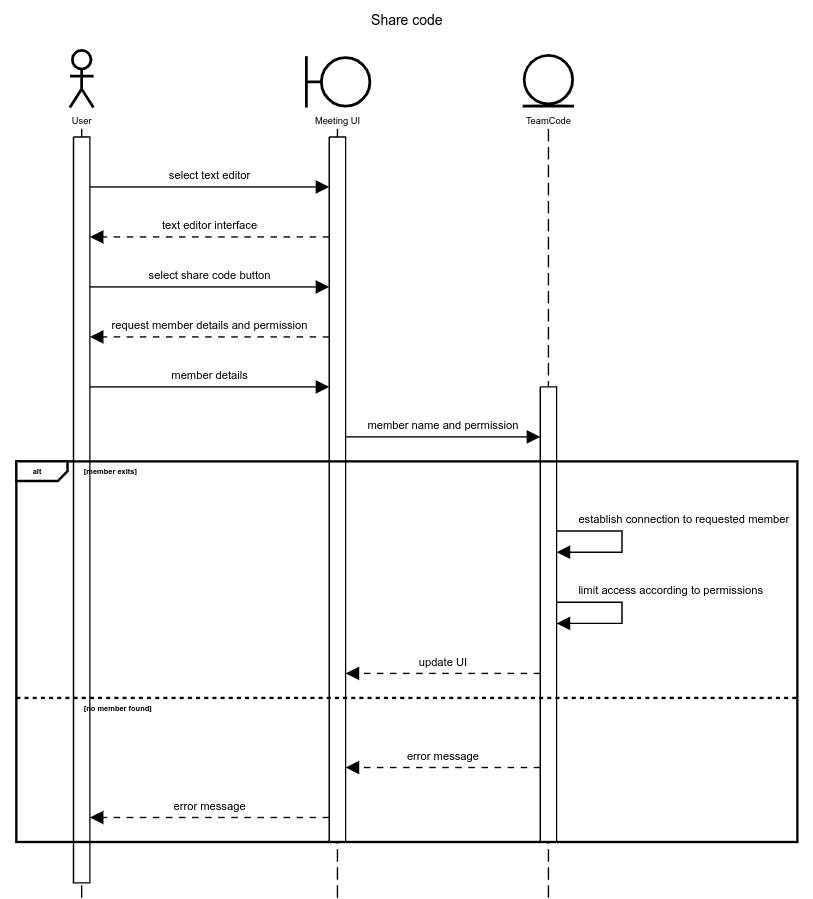 Share code
User
Meeting UI
TeamCode
select text editor
text editor interface
select share code button
request member details and permission
member details
member name and permission
alt
[member exits]
establish connection to requested member
limit access according to permissions
update UI
[no member found]
error message
error message